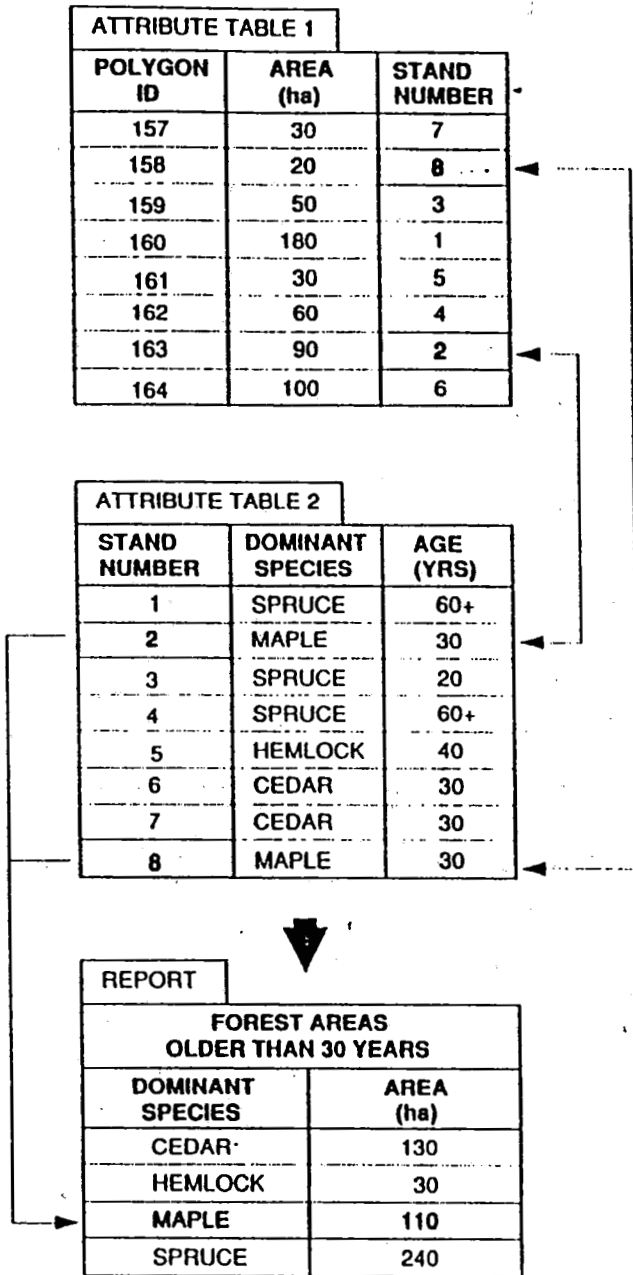 ATTRIBUTE TABLE 1
POLYGON ID AREA (ha) STAND NUMBER
157 30 7
158 20 8
159 50 3
160 180 1
161 30 5
162 60 4
163 90 2
164 100 6
ATTRIBUTE TABLE 2
STAND NUMBER DOMINANT SPECIES AGE (YRS)
1 SPRUCE 60+
2 MAPLE 30
3 SPRUCE 20
4 SPRUCE 60+
5 HEMLOCK 40
6 CEDAR 30
7 CEDAR 30
8 MAPLE 30
REPORT
FOREST AREAS
OLDER THAN 30 YEARS
DOMINANT SPECIES AREA (ha)
CEDAR 130
HEMLOCK 30
MAPLE 110
SPRUCE 240